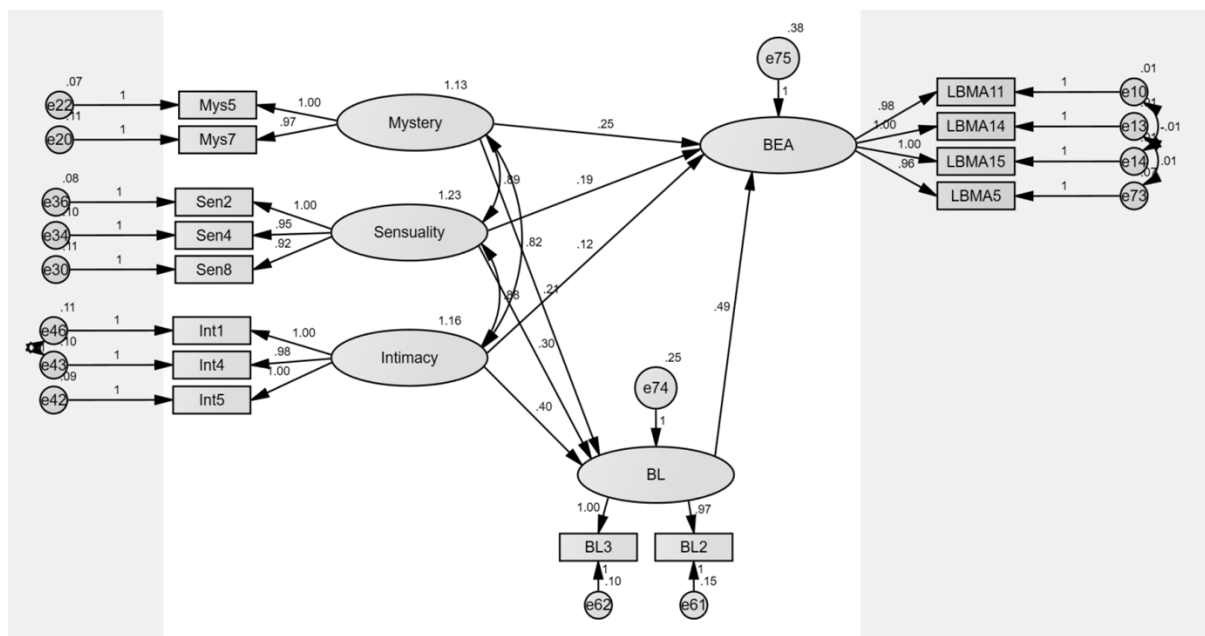 .38
e75
1
.07
e22
1
Mys5
1.00
.11
e20
1
Mys7
.97
1.13
Mystery
.25
BEA
.98
LBMA11
1
e10
.01
1.00
LBMA14
1
e13
.01
-.01
1.00
LBMA15
1
e14
.01
.01
.96
LBMA5
1
e73
.07
.08
e36
1
Sen2
1.00
.10
e34
1
Sen4
.95
.11
e30
1
Sen8
.92
1.23
Sensuality
.89
.19
.82
.12
.21
.88
.49
.11
e46
1
Int1
1.00
.10
e43
1
Int4
.98
.09
e42
1
Int5
1.00
1.16
Intimacy
.30
.40
.25
e74
1
BL
1.00
.97
BL3
BL2
1
.10
1
.15
e62
e61